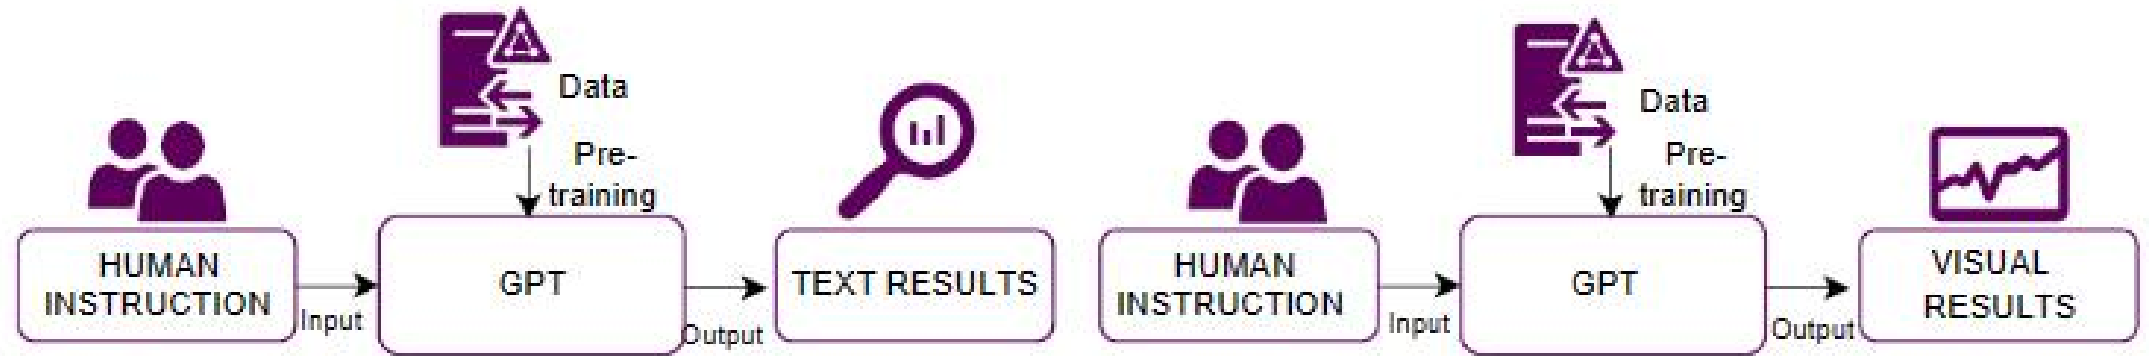 Data
Pre-
training
HUMAN
INSTRUCTION
Input
GPT
Output
TEXT RESULTS
Data
Pre-
training
HUMAN
INSTRUCTION
Input
GPT
Output
VISUAL
RESULTS